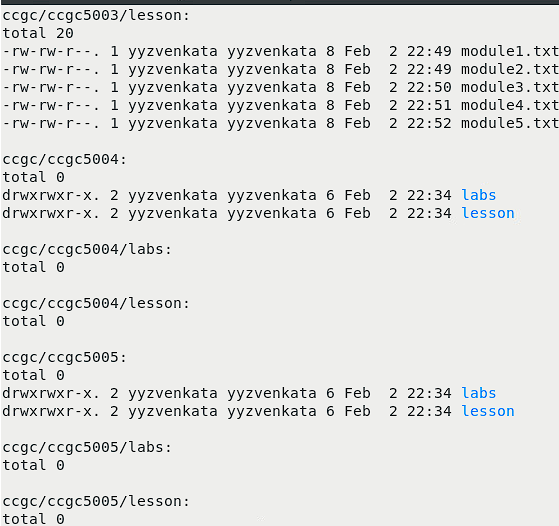 ccgc/ccgc5003/lesson:
total 20
-rw-rw-r--. 1 yyzvenkata yyzvenkata 8 Feb  2 22:49 module1.txt
-rw-rw-r--. 1 yyzvenkata yyzvenkata 8 Feb  2 22:49 module2.txt
-rw-rw-r--. 1 yyzvenkata yyzvenkata 8 Feb  2 22:50 module3.txt
-rw-rw-r--. 1 yyzvenkata yyzvenkata 8 Feb  2 22:51 module4.txt
-rw-rw-r--. 1 yyzvenkata yyzvenkata 8 Feb  2 22:52 module5.txt

ccgc/ccgc5004:
total 0
drwxrwxr-x. 2 yyzvenkata yyzvenkata 6 Feb  2 22:34 labs
drwxrwxr-x. 2 yyzvenkata yyzvenkata 6 Feb  2 22:34 lesson

ccgc/ccgc5004/labs:
total 0

ccgc/ccgc5004/lesson:
total 0

ccgc/ccgc5005:
total 0
drwxrwxr-x. 2 yyzvenkata yyzvenkata 6 Feb  2 22:34 labs
drwxrwxr-x. 2 yyzvenkata yyzvenkata 6 Feb  2 22:34 lesson

ccgc/ccgc5005/labs:
total 0

ccgc/ccgc5005/lesson:
total 0